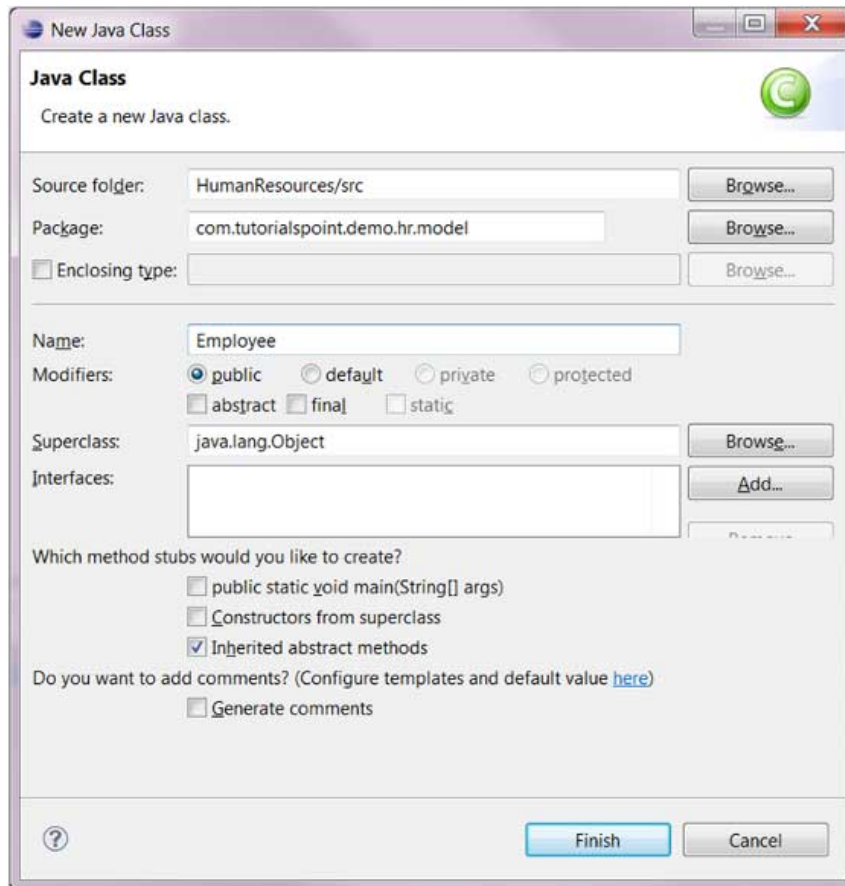 New Java Class
Java Class
Create a new Java class.
Source folder: HumanResources/src Browse...
Package: com.tutorialspoint.demo.hr.model Browse...
Enclosing type: Browse...
Name: Employee
Modifiers: public default private protected
abstract final static
Superclass: java.lang.Object Browse...
Interfaces: Add...
Which method stubs would you like to create?
public static void main(String[] args)
Constructors from superclass
Inherited abstract methods
Do you want to add comments? (Configure templates and default value here)
Generate comments
Finish Cancel